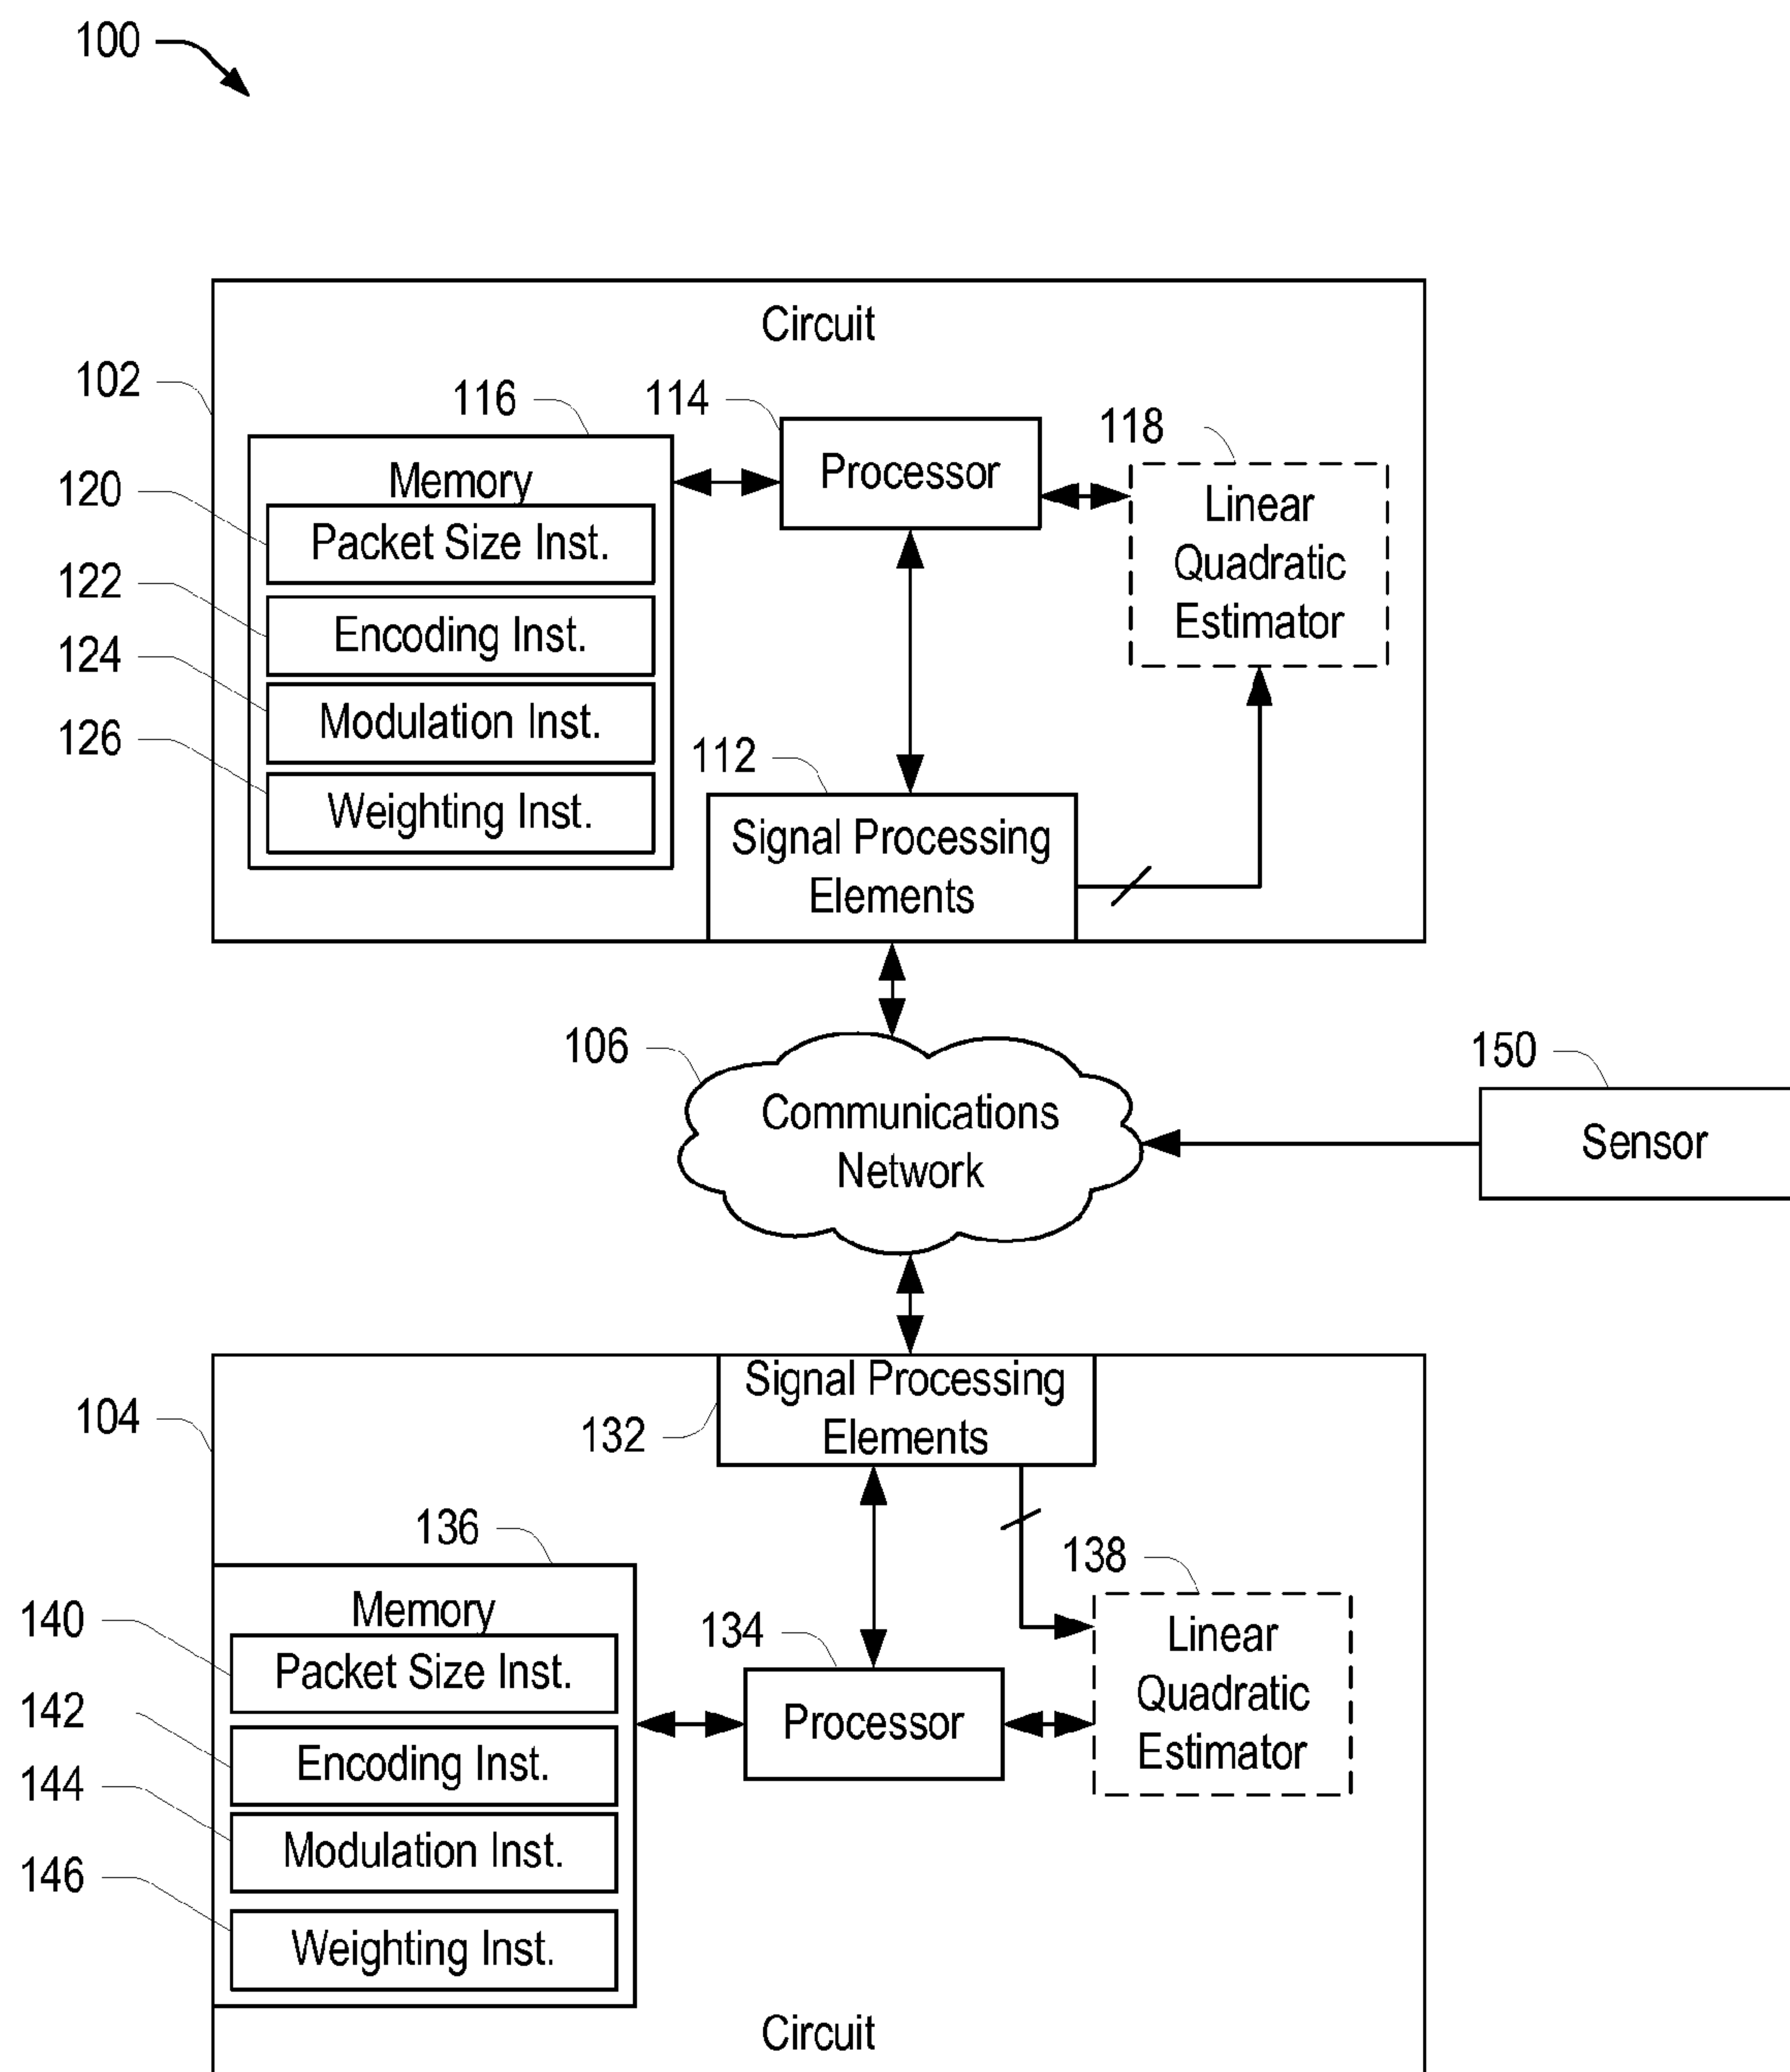 100
Circuit
102
116
114
118
Processor
Memory
120
Packet Size Inst.
Linear
Quadratic
Estimator
122
Encoding Inst.
124
Modulation Inst.
126
Weighting Inst.
112
Signal Processing
Elements
106
Communications
Network
150
Sensor
104
132
Signal Processing
Elements
136
138
Memory
140
Packet Size Inst.
134
Processor
Linear
Quadratic
Estimator
142
Encoding Inst.
144
Modulation Inst.
146
Weighting Inst.
Circuit